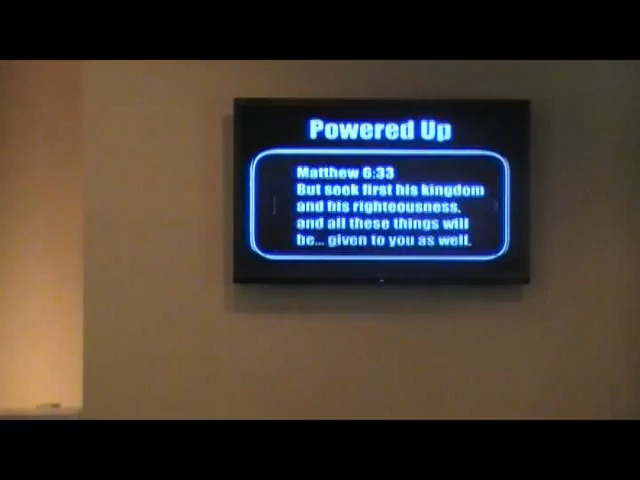 Powered Up
Matthew 6:33
But seek first his kingdom
and his righteousness,
and all these things will
be... given to you as well.